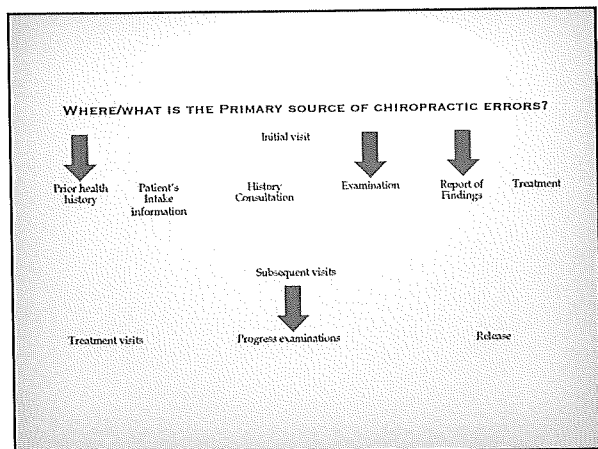 WHERE/WHAT IS THE PRIMARY SOURCE OF CHIROPRACTIC ERRORS?
Initial visit
Prior health
history
Patient's
Intake
information
History
Consultation
Examination
Report of
Findings
Treatment
Subsequent visits
Treatment visits
Progress examinations
Release